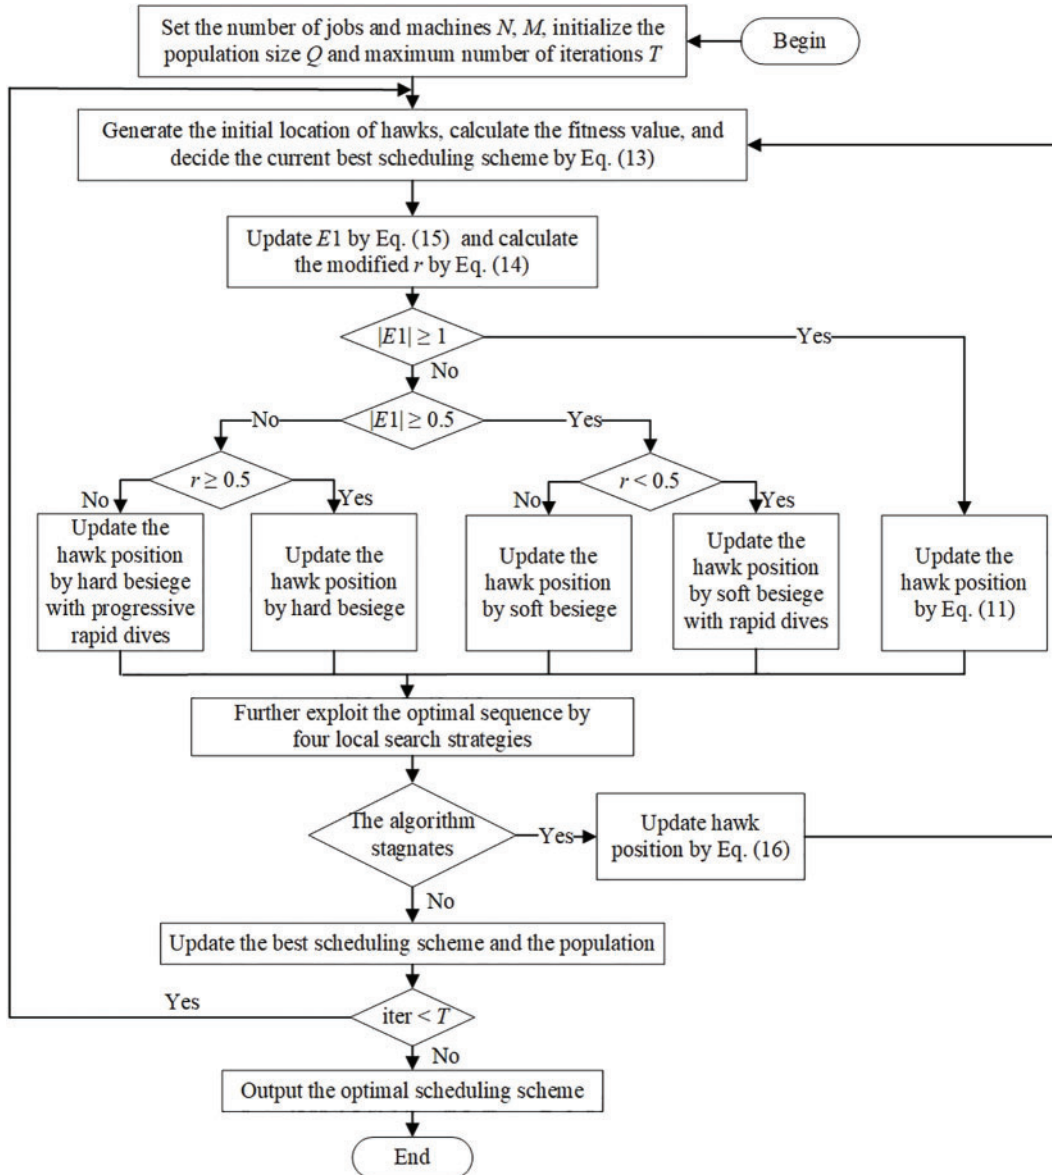 Set the number of jobs and machines N, M, initialize the
population size Q and maximum number of iterations T
Begin
Generate the initial location of hawks, calculate the fitness value, and
decide the current best scheduling scheme by Eq. (13)
Update E1 by Eq. (15) and calculate
the modified r by Eq. (14)
|E1| ≥ 1
Yes
No
|E1| ≥ 0.5
No
Yes
r ≥ 0.5
r < 0.5
No
Yes
No
Yes
Update the
hawk position
by hard besiege
with progressive
rapid dives
Update the
hawk position
by hard besiege
Update the
hawk position
by soft besiege
Update the
hawk position
by soft besiege
with rapid dives
Update the
hawk position
by Eq. (11)
Further exploit the optimal sequence by
four local search strategies
The algorithm
stagnates
Yes
Update hawk
position by Eq. (16)
No
Update the best scheduling scheme and the population
Yes
iter < T
No
Output the optimal scheduling scheme
End